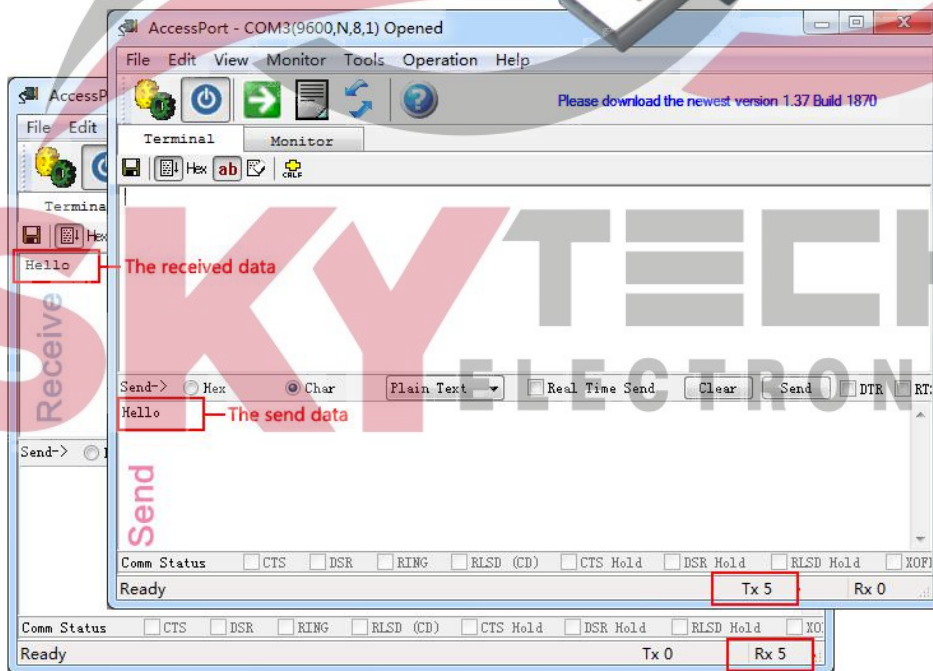 AccessPort - COM3(9600,N,8,1) Opened
File Edit View Monitor Tools Operation Help
Please download the newest version 1.37 Build 1870
Terminal Monitor
Hex ab CRLF
The received data
Send-> Hex Char Plain Text Real Time Send Clear Send DTR RTS
Hello
The send data
Send
Comm Status CTS DSR RING RLSD (CD) CTS Hold DSR Hold RLSD Hold XOF
Ready Tx 5 Rx 0
AccessP
File Edit
Termina
Hex
Hello
Receive
Send->
Comm Status CTS DSR RING RLSD (CD) CTS Hold DSR Hold RLSD Hold XO
Ready Tx 0 Rx 5
SKYTECH
ELECTRON